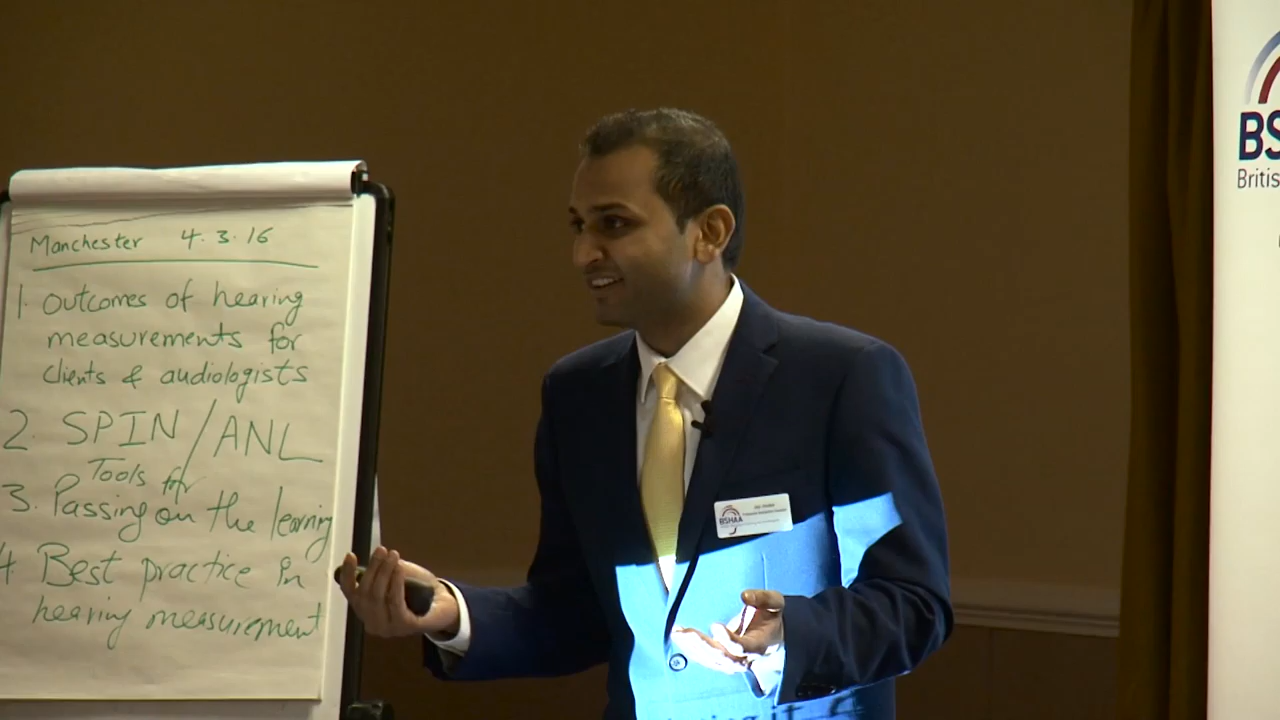 Manchester 4.3.16
1. Outcomes of hearing
measurements for
clients & audiologists
2. SPIN/ANL
Tools for
3. Passing on the learning
4 Best practice in
hearing measurement
BSHAA
BS
Britis